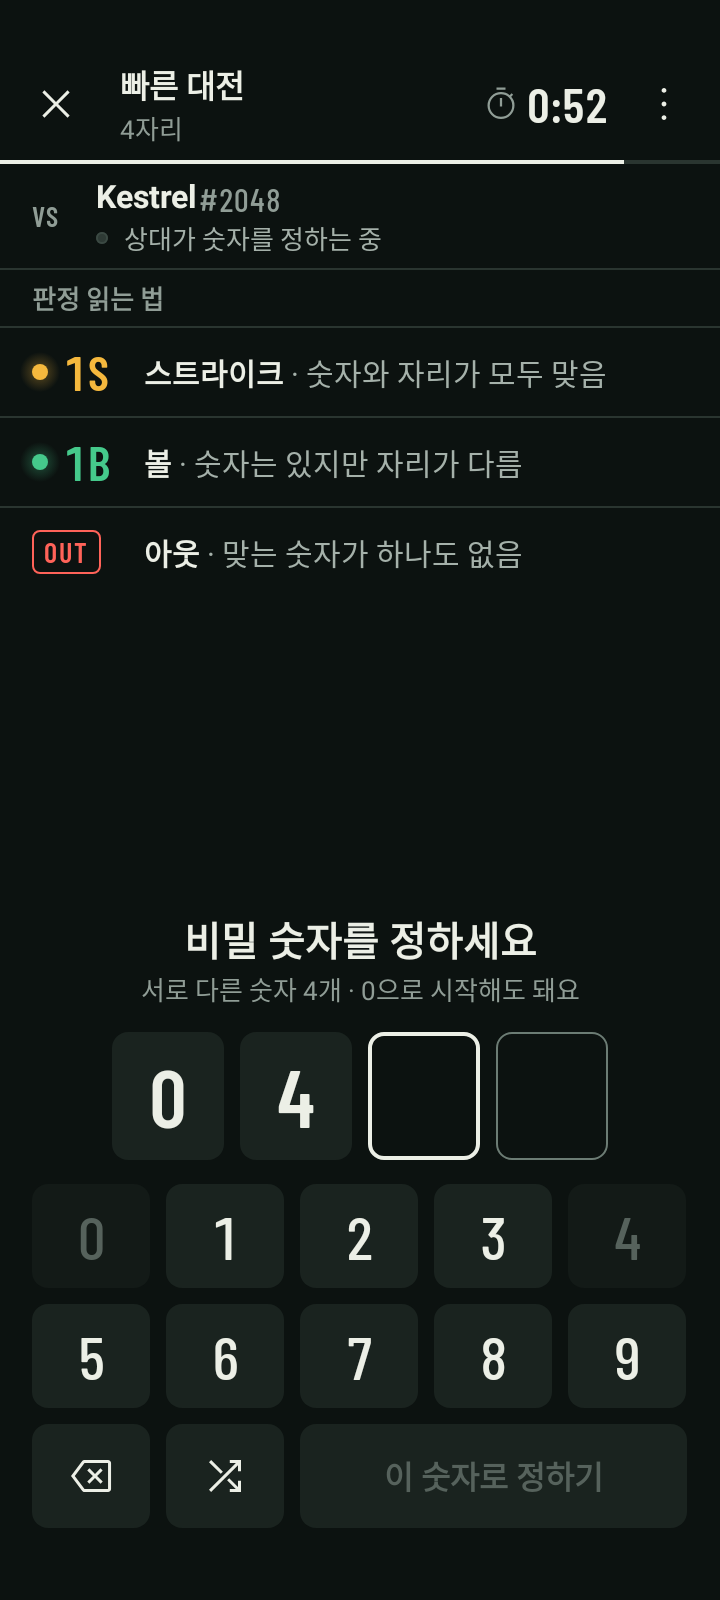 빠른 대전
4자리
0:52
VS
Kestrel #2048
상대가 숫자를 정하는 중
판정 읽는 법
1S 스트라이크 · 숫자와 자리가 모두 맞음
1B 볼 · 숫자는 있지만 자리가 다름
OUT 아웃 · 맞는 숫자가 하나도 없음
비밀 숫자를 정하세요
서로 다른 숫자 4개 · 0으로 시작해도 돼요
0 4
0 1 2 3 4
5 6 7 8 9
이 숫자로 정하기